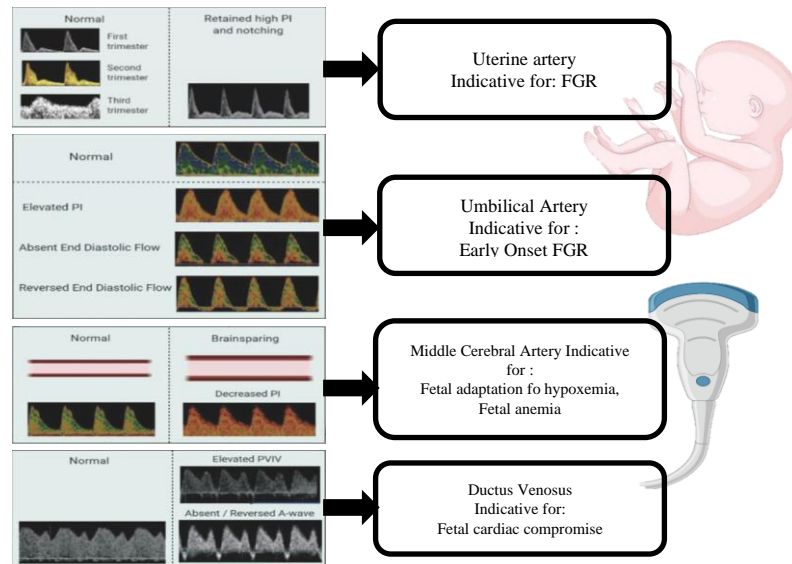 Normal
First
trimester
Second
trimester
Third
trimester
Retained high PI
and notching
Uterine artery
Indicative for: FGR
Normal
Elevated PI
Absent End Diastolic Flow
Reversed End Diastolic Flow
Umbilical Artery
Indicative for :
Early Onset FGR
Normal
Brainsparing
Decreased PI
Middle Cerebral Artery Indicative
for :
Fetal adaptation fo hypoxemia,
Fetal anemia
Normal
Elevated PVIV
Absent / Reversed A-wave
Ductus Venosus
Indicative for:
Fetal cardiac compromise